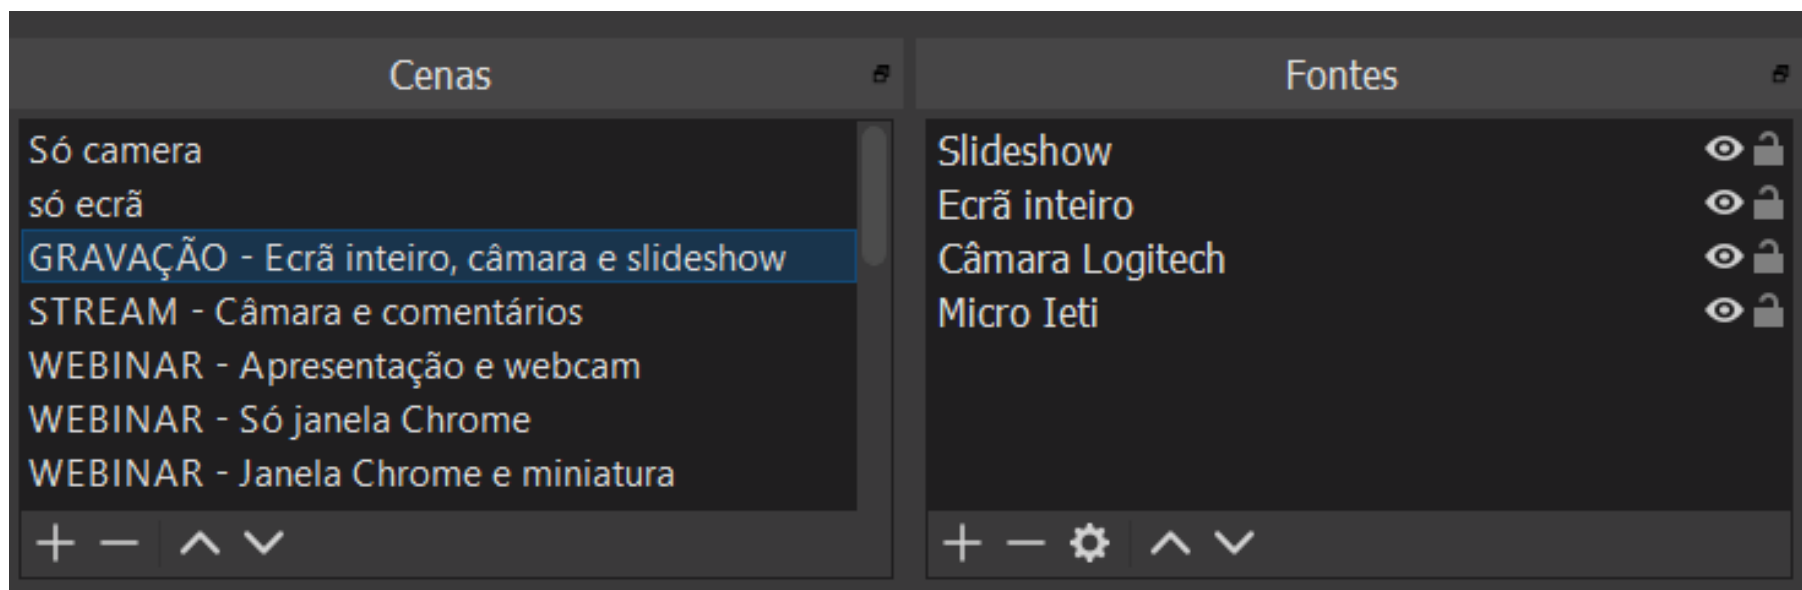 Cenas
Só camera
só ecrã
GRAVAÇÃO - Ecrã inteiro, câmara e slideshow
STREAM - Câmara e comentários
WEBINAR - Apresentação e webcam
WEBINAR - Só janela Chrome
WEBINAR - Janela Chrome e miniatura
Fontes
Slideshow
Ecrã inteiro
Câmara Logitech
Micro Ieti